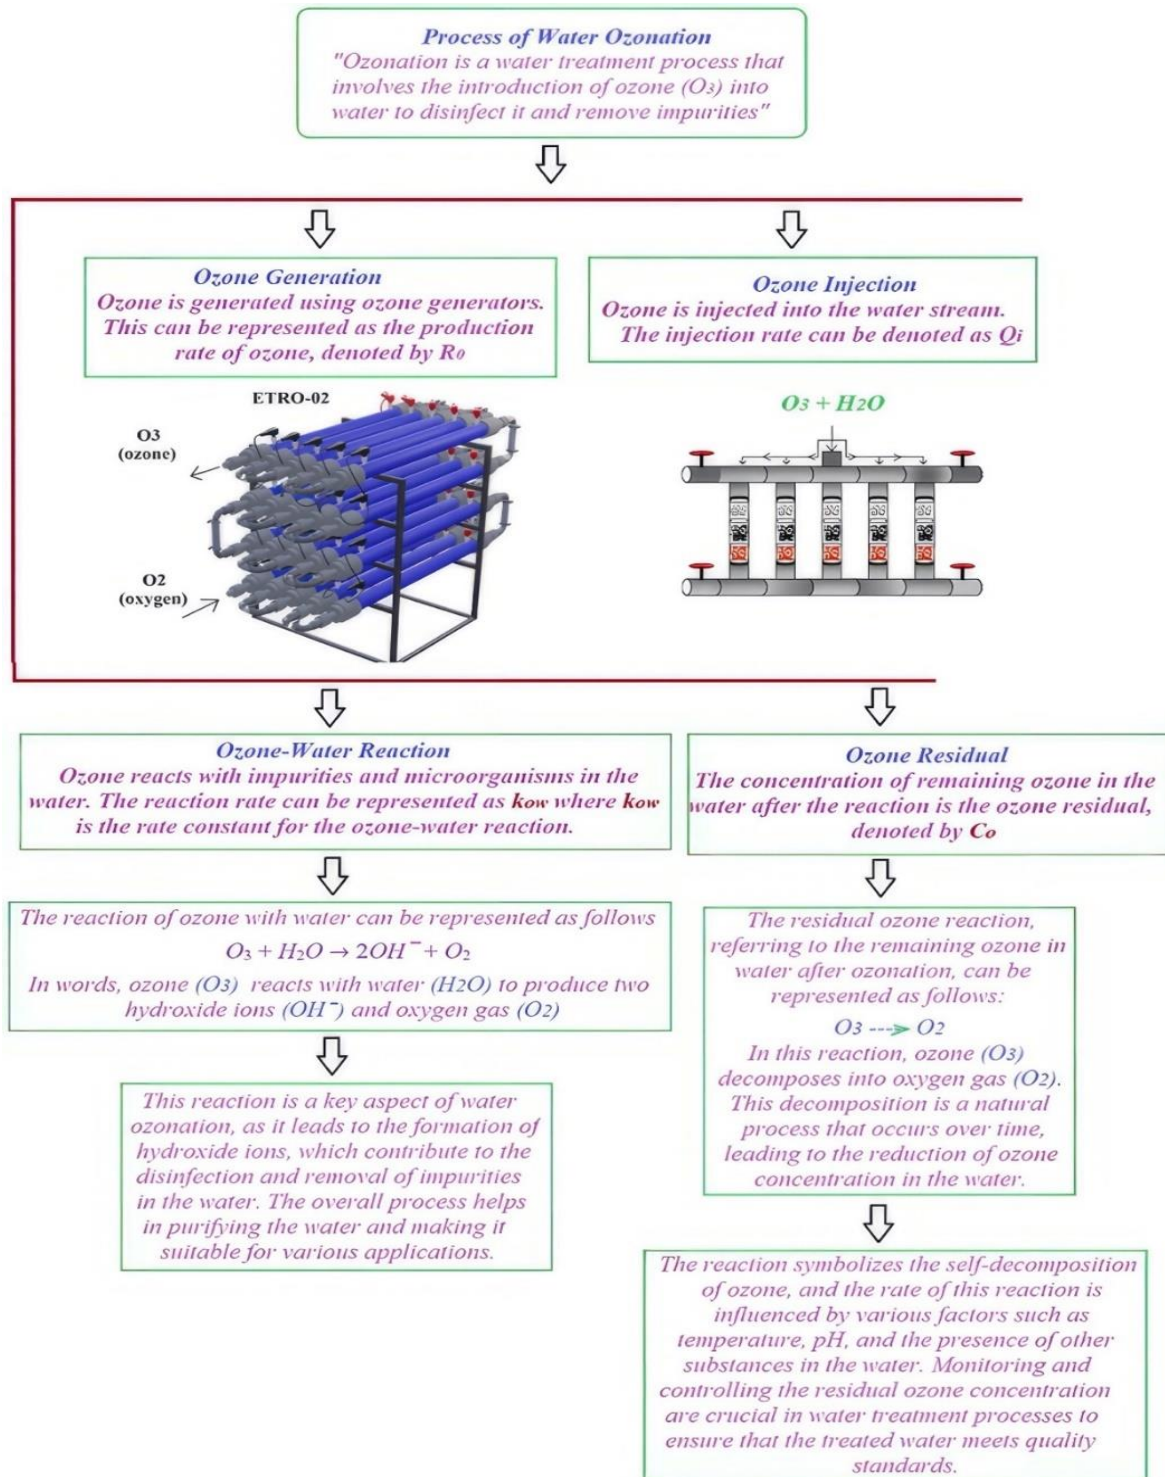 Process of Water Ozonation
"Ozonation is a water treatment process that
involves the introduction of ozone (O3) into
water to disinfect it and remove impurities"
Ozone Generation
Ozone is generated using ozone generators.
This can be represented as the production
rate of ozone, denoted by R0
Ozone Injection
Ozone is injected into the water stream.
The injection rate can be denoted as Qi
ETRO-02
O3
(ozone)
O2
(oxygen)
O3 + H2O
Ozone-Water Reaction
Ozone reacts with impurities and microorganisms in the
water. The reaction rate can be represented as kow where kow
is the rate constant for the ozone-water reaction.
Ozone Residual
The concentration of remaining ozone in the
water after the reaction is the ozone residual,
denoted by Co
The reaction of ozone with water can be represented as follows
O3 + H2O → 2OH⁻ + O2
In words, ozone (O3) reacts with water (H2O) to produce two
hydroxide ions (OH⁻) and oxygen gas (O2)
This reaction is a key aspect of water
ozonation, as it leads to the formation of
hydroxide ions, which contribute to the
disinfection and removal of impurities
in the water. The overall process helps
in purifying the water and making it
suitable for various applications.
The residual ozone reaction,
referring to the remaining ozone in
water after ozonation, can be
represented as follows:
O3 ---> O2
In this reaction, ozone (O3)
decomposes into oxygen gas (O2).
This decomposition is a natural
process that occurs over time,
leading to the reduction of ozone
concentration in the water.
The reaction symbolizes the self-decomposition
of ozone, and the rate of this reaction is
influenced by various factors such as
temperature, pH, and the presence of other
substances in the water. Monitoring and
controlling the residual ozone concentration
are crucial in water treatment processes to
ensure that the treated water meets quality
standards.